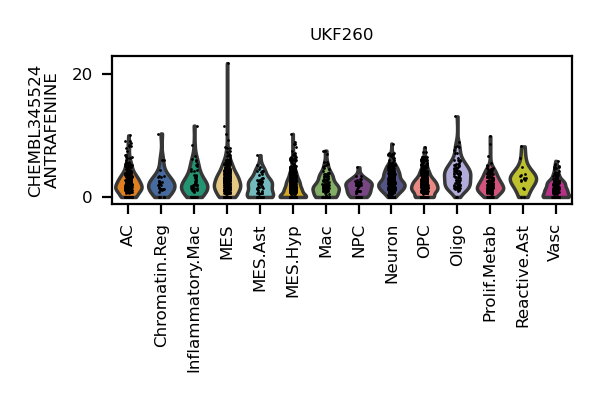 UKF260
CHEMBL345524
ANTRAFENINE
20
0
AC
Chromatin.Reg
Inflammatory.Mac
MES
MES.Ast
MES.Hyp
Mac
NPC
Neuron
OPC
Oligo
Prolif.Metab
Reactive.Ast
Vasc